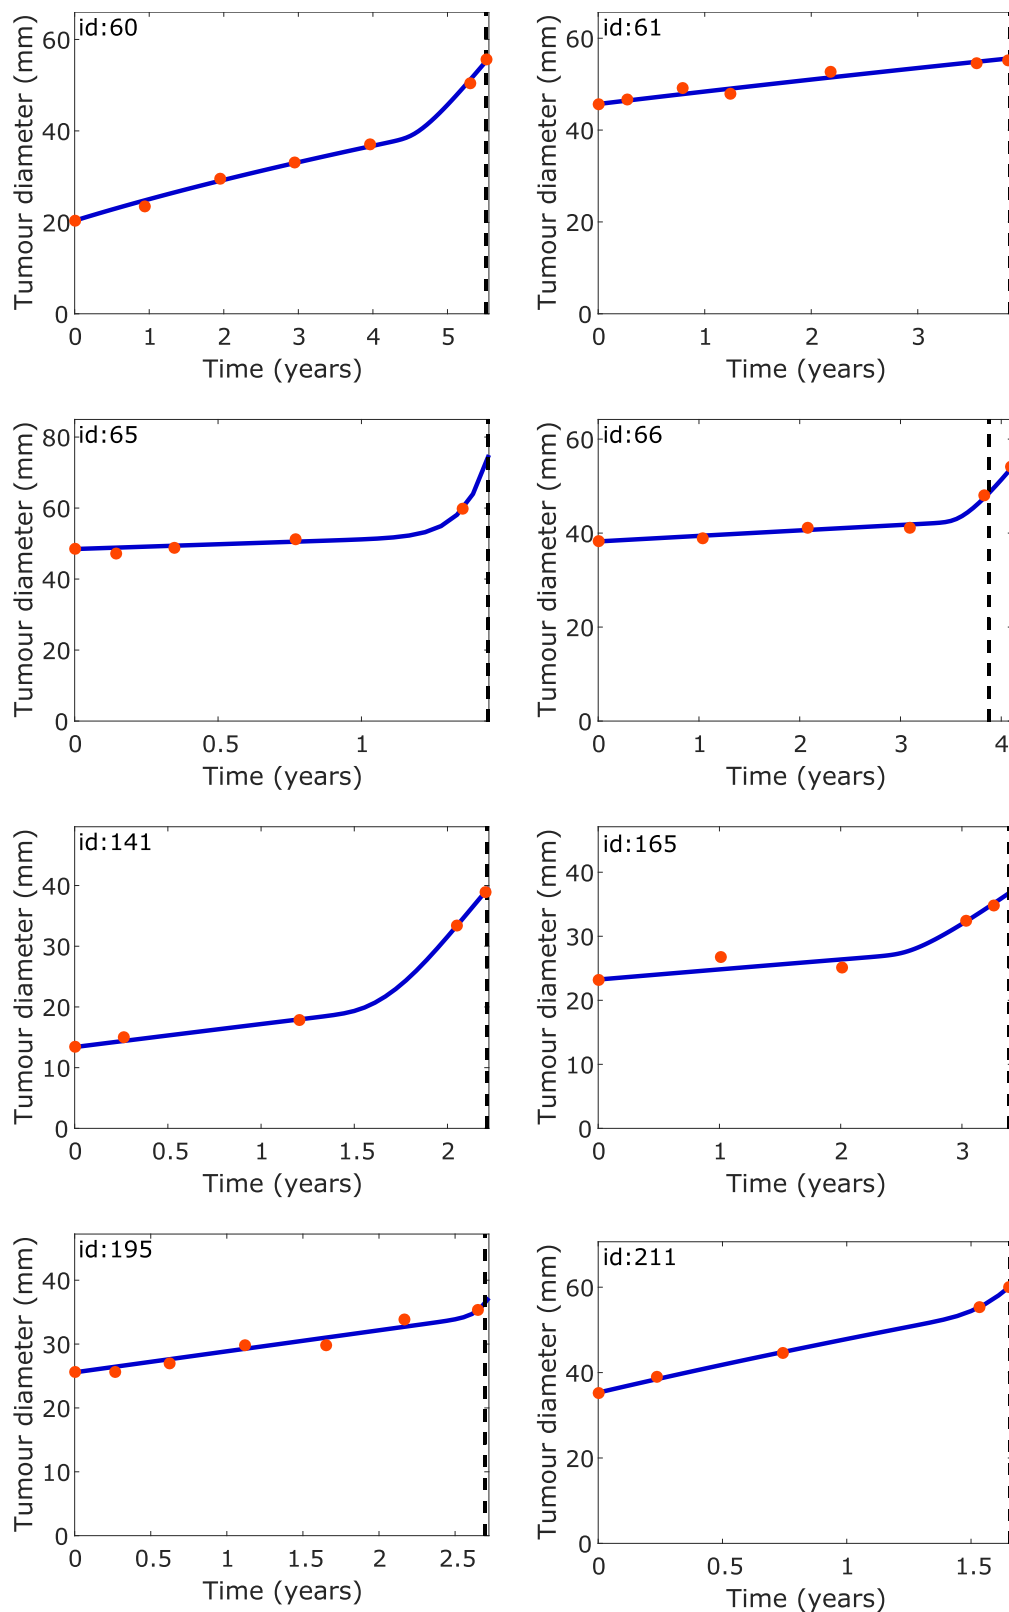 id:60
Tumour diameter (mm)
60
40
20
0
0 1 2 3 4 5
Time (years)
id:61
Tumour diameter (mm)
60
40
20
0
0 1 2 3
Time (years)
id:65
Tumour diameter (mm)
80
60
40
20
0
0 0.5 1
Time (years)
id:66
Tumour diameter (mm)
60
40
20
0
0 1 2 3 4
Time (years)
id:141
Tumour diameter (mm)
40
30
20
10
0
0 0.5 1 1.5 2
Time (years)
id:165
Tumour diameter (mm)
40
30
20
10
0
0 1 2 3
Time (years)
id:195
Tumour diameter (mm)
40
30
20
10
0
0 0.5 1 1.5 2 2.5
Time (years)
id:211
Tumour diameter (mm)
60
40
20
0
0 0.5 1 1.5
Time (years)